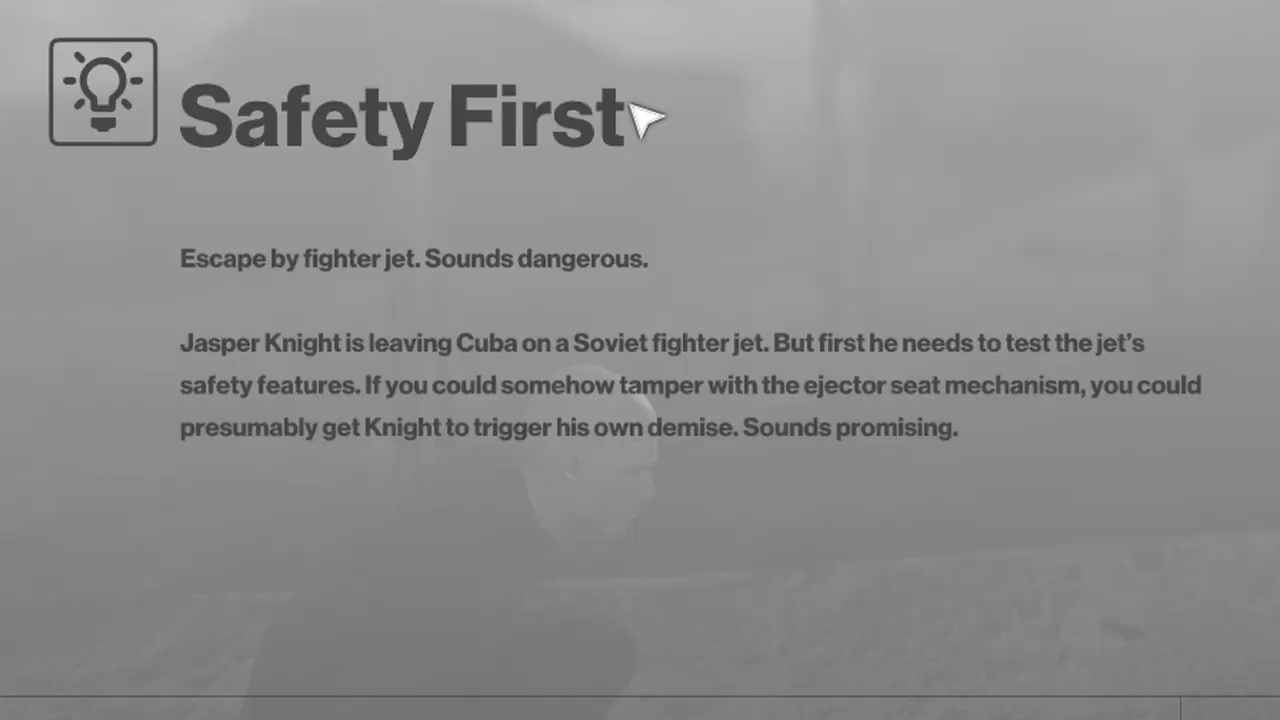 Safety First
Escape by fighter jet. Sounds dangerous.
Jasper Knight is leaving Cuba on a Soviet fighter jet. But first he needs to test the jet's
safety features. If you could somehow tamper with the ejector seat mechanism, you could
presumably get Knight to trigger his own demise. Sounds promising.